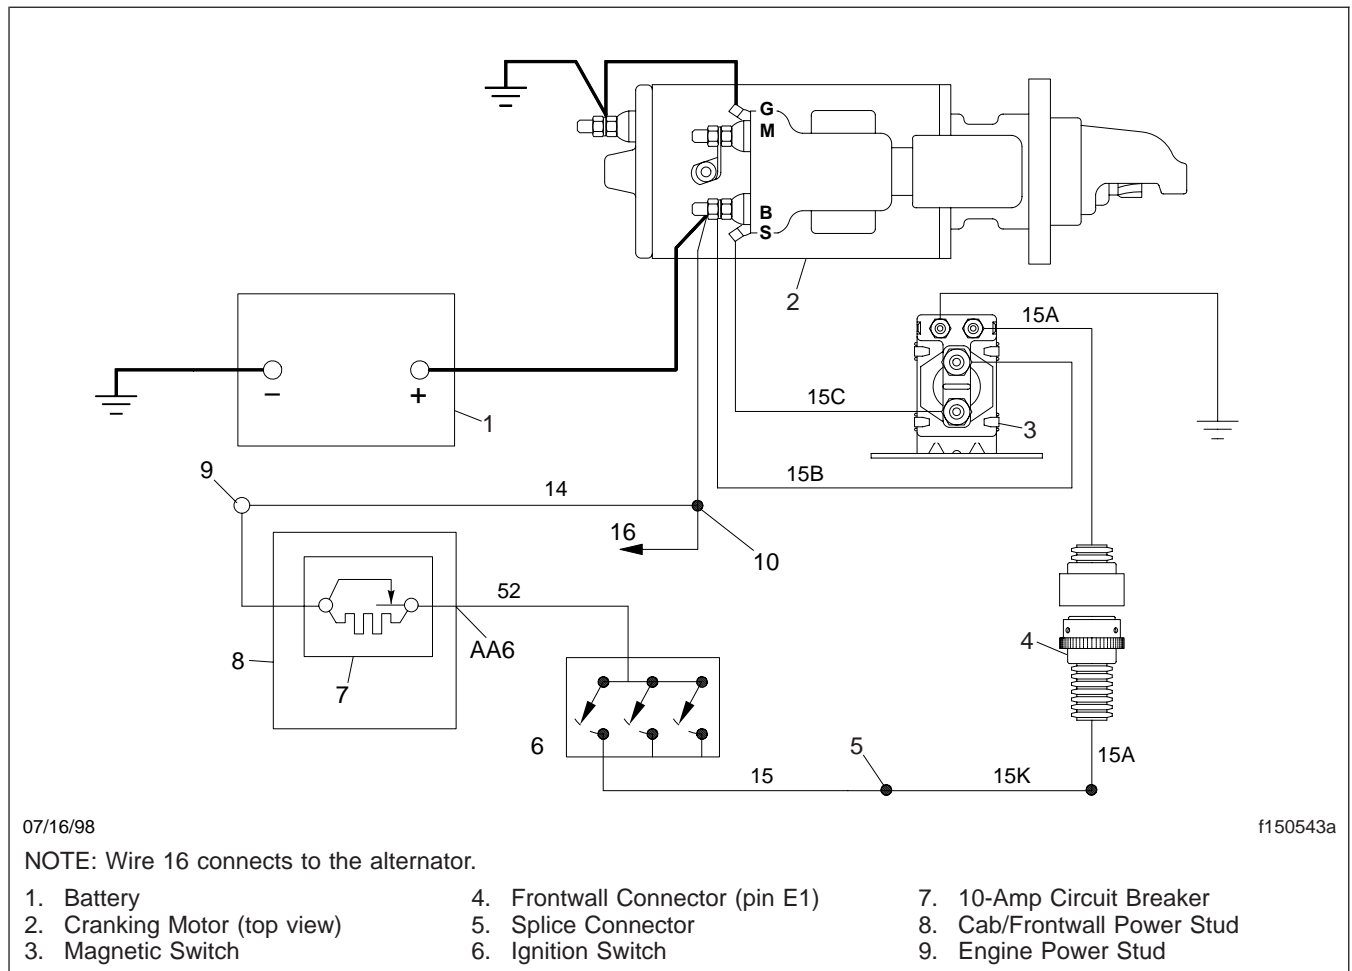 G
M
B
S
2
15A
− +
1
15C
3
15B
9
14
16
10
52
AA6
8
7
4
6
5
15A
15
15K
07/16/98
f150543a
NOTE: Wire 16 connects to the alternator.
1. Battery
2. Cranking Motor (top view)
3. Magnetic Switch
4. Frontwall Connector (pin E1)
5. Splice Connector
6. Ignition Switch
7. 10-Amp Circuit Breaker
8. Cab/Frontwall Power Stud
9. Engine Power Stud